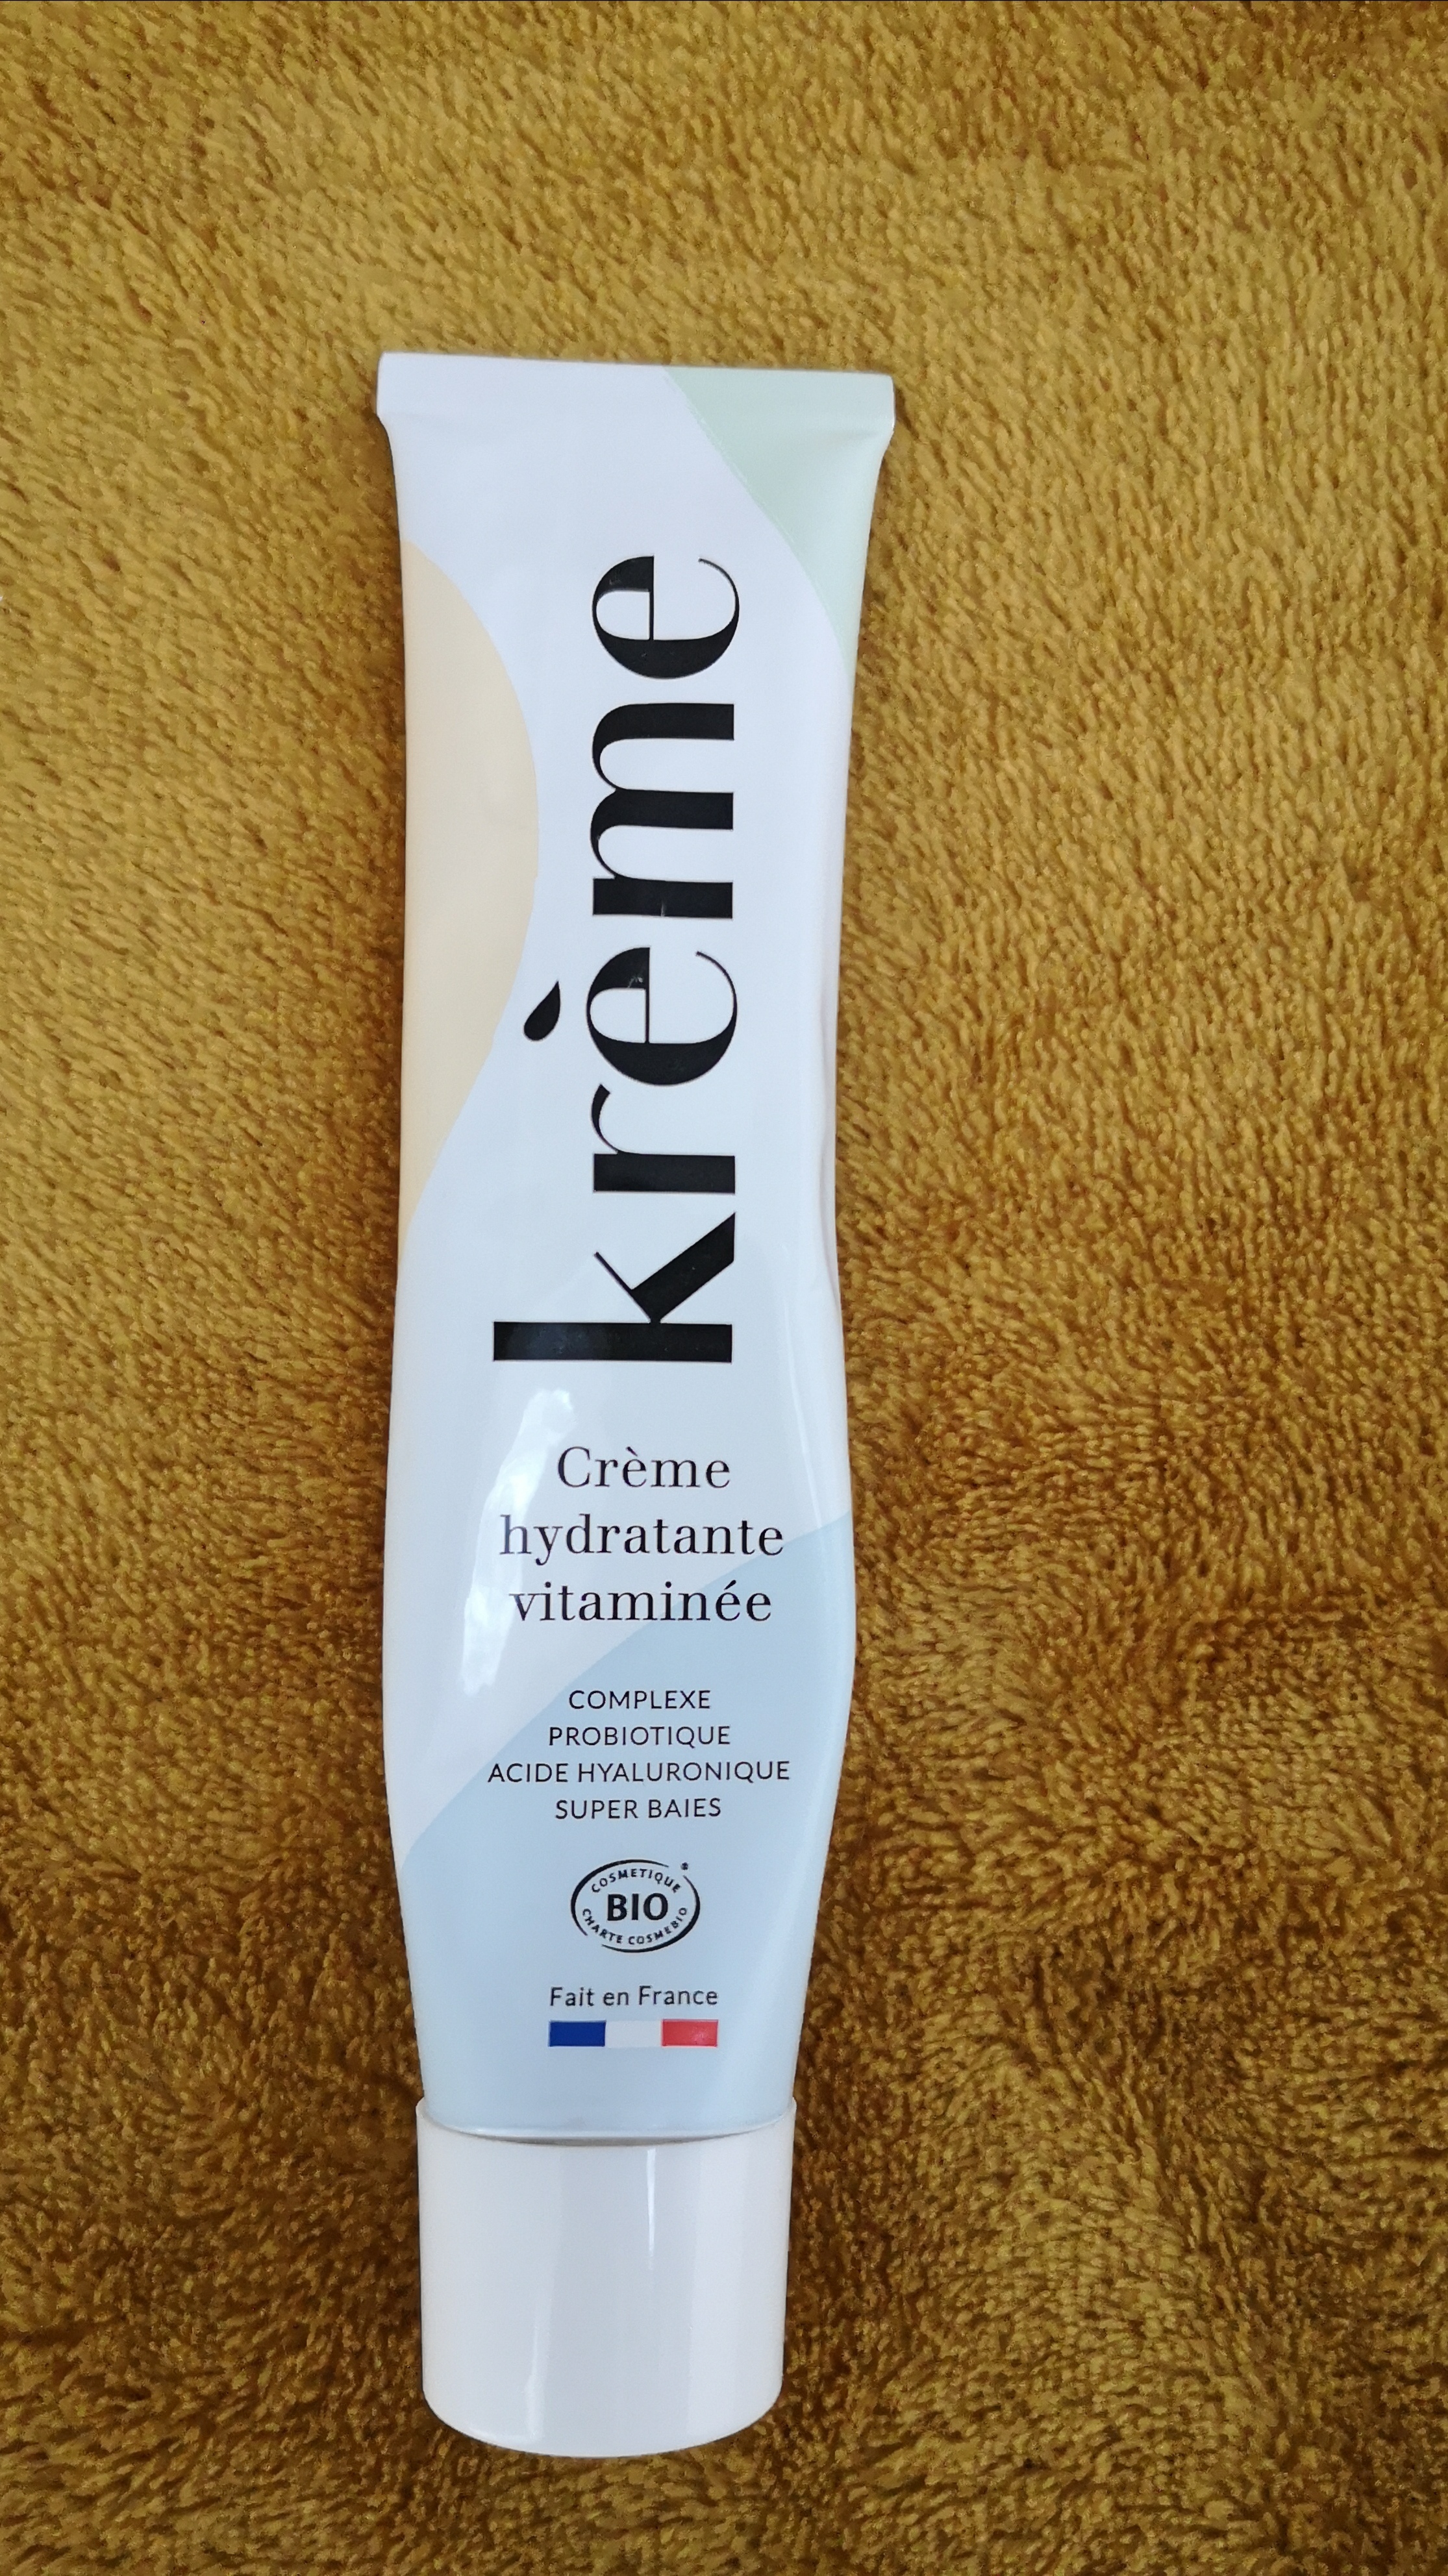 krème
Crème
hydratante
vitaminée
COMPLEXE
PROBIOTIQUE
ACIDE HYALURONIQUE
SUPER BAIES
COSMETIQUE ®
BIO
CHARTE COSMEBIO
Fait en France